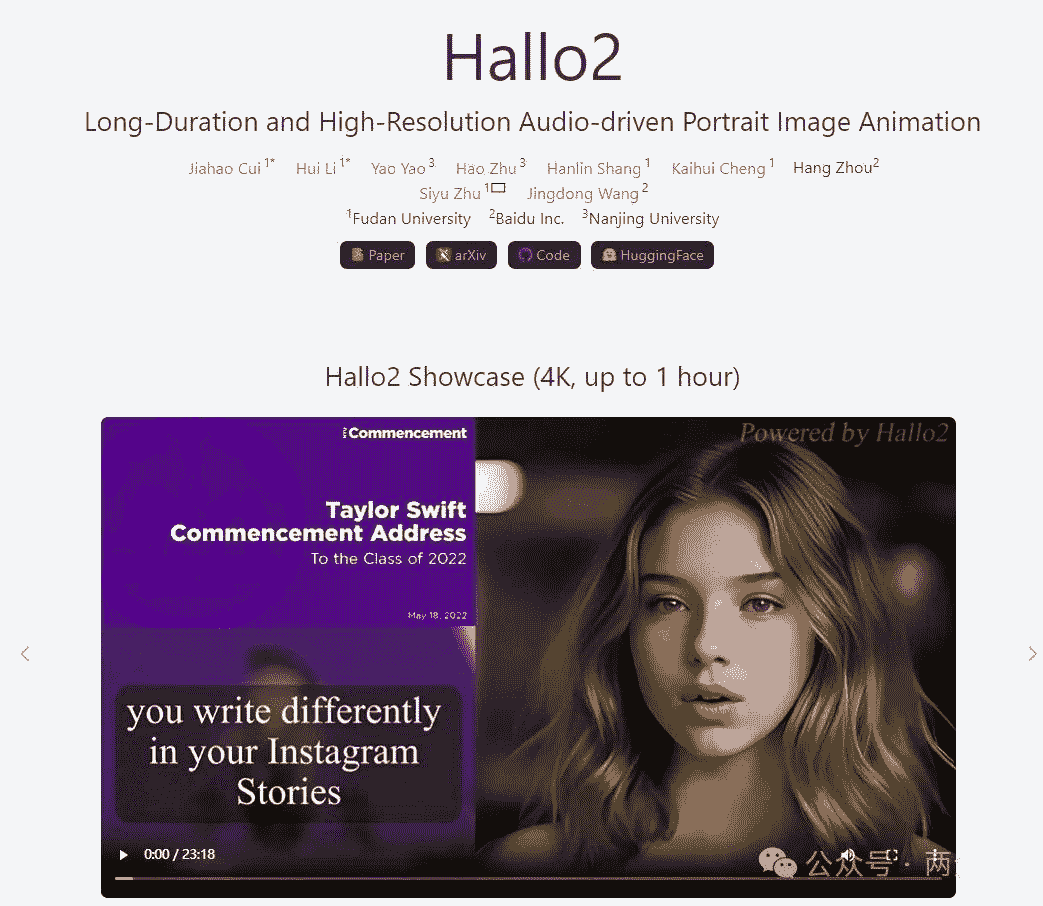 Hallo2
Long-Duration and High-Resolution Audio-driven Portrait Image Animation
Jiahao Cui 1* Hui Li 1* Yao Yao 3 Hao Zhu 3 Hanlin Shang 1 Kaihui Cheng 1 Hang Zhou 2
Siyu Zhu 1 Jingdong Wang 2
1Fudan University 2Baidu Inc. 3Nanjing University
Paper arXiv Code HuggingFace
Hallo2 Showcase (4K, up to 1 hour)
Commencement
Taylor Swift
Commencement Address
To the Class of 2022
May 18, 2022
Powered by Hallo2
you write differently
in your Instagram
Stories
0:00 / 23:18
公众号 · 两